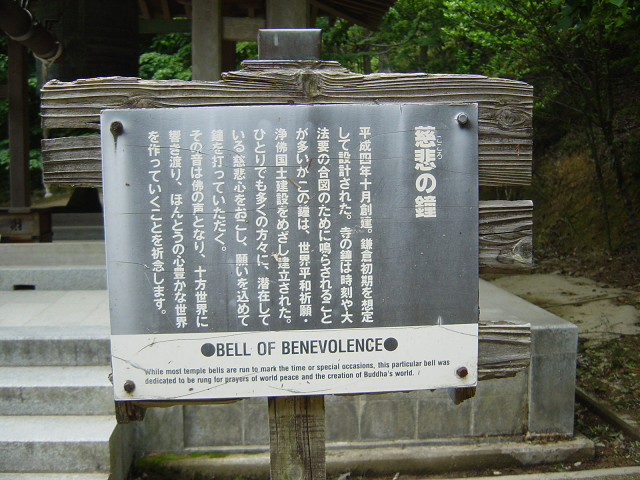 慈悲の鐘
こころ
平成四年十月創建。鎌倉初期を想定
して設計された。寺の鐘は時刻や大
法要の合図のために鳴らされること
が多いが、この鐘は、世界平和祈願・
浄佛国土建設をめざし建立された。
ひとりでも多くの方々に、潜在して
いる慈悲心をおこし、願いを込めて
鐘を打っていただく。
その音は佛の声となり、十方世界に
響き渡り、ほんとうの心豊かな世界
を作っていくことを祈念します。
●BELL OF BENEVOLENCE●
While most temple bells are run to mark the time or special occasions, this particular bell was
dedicated to be rung for prayers of world peace and the creation of Buddha's world.